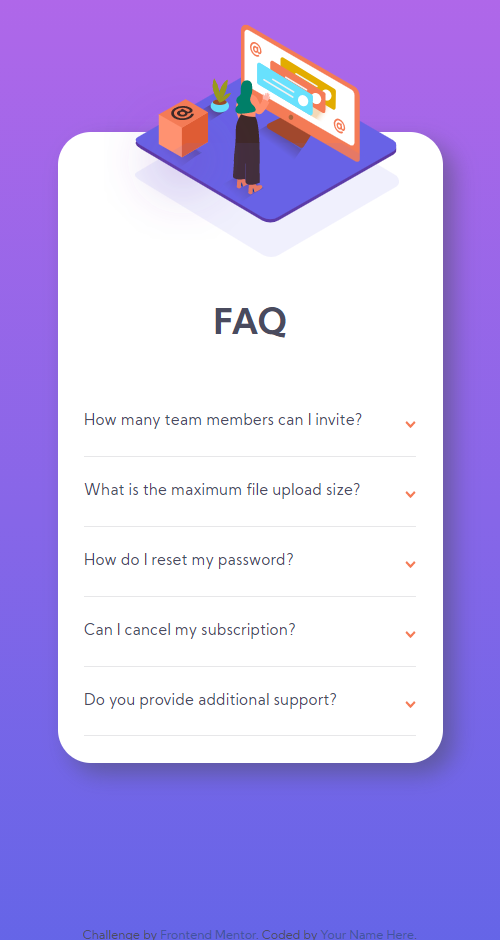 FAQ
How many team members can I invite?
What is the maximum file upload size?
How do I reset my password?
Can I cancel my subscription?
Do you provide additional support?
Challenge by Frontend Mentor. Coded by Your Name Here.